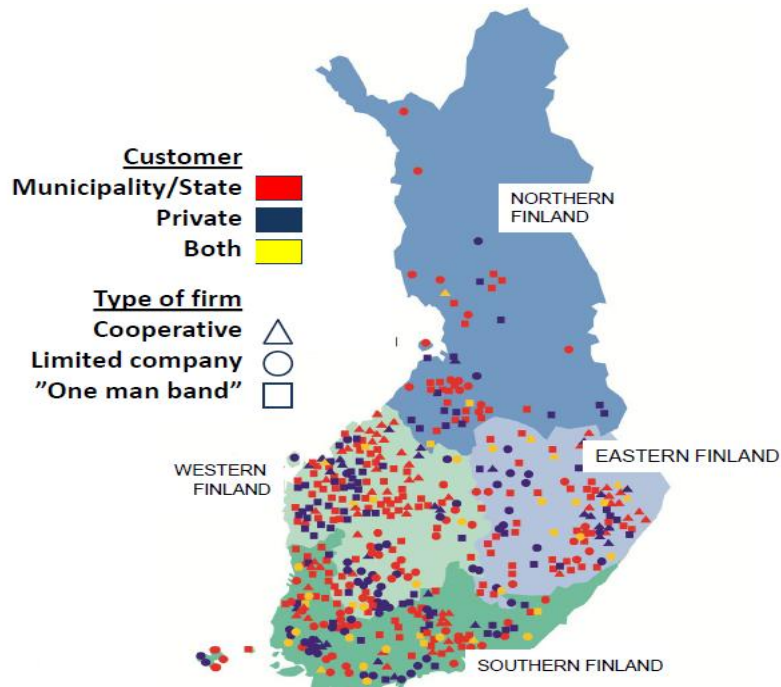 Customer
Municipality/State
Private
Both
Type of firm
Cooperative
Limited company
"One man band"
NORTHERN
FINLAND
EASTERN FINLAND
WESTERN
FINLAND
SOUTHERN FINLAND